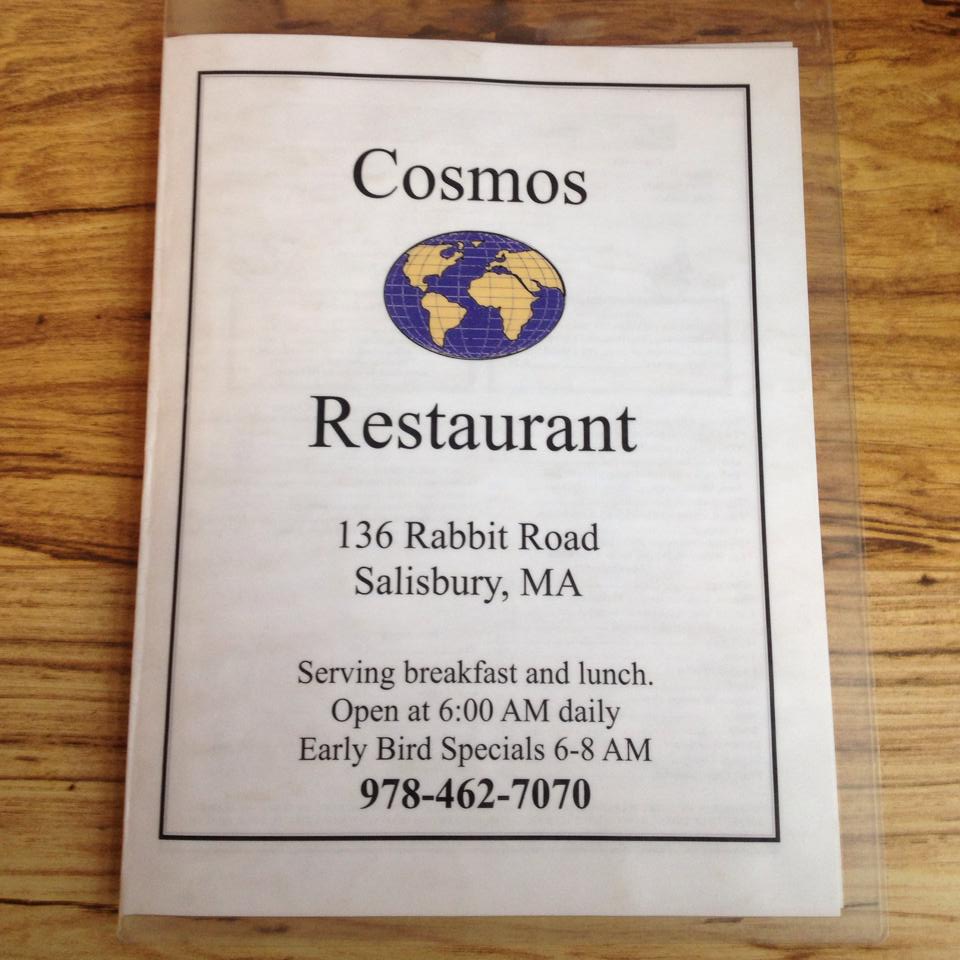 Cosmos
Restaurant
136 Rabbit Road
Salisbury, MA
Serving breakfast and lunch.
Open at 6:00 AM daily
Early Bird Specials 6-8 AM
978-462-7070